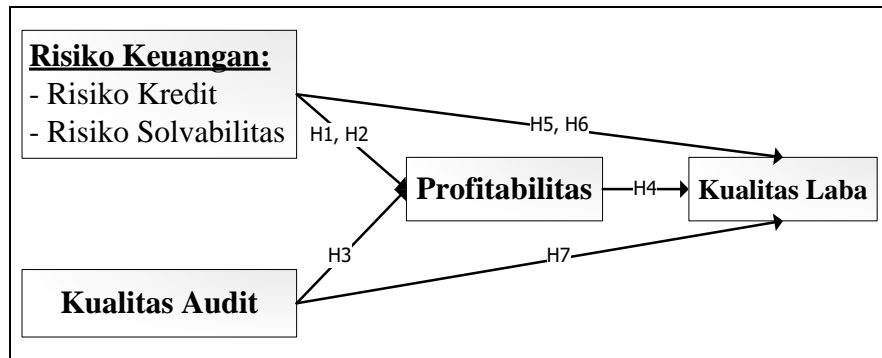 Risiko Keuangan:
- Risiko Kredit
- Risiko Solvabilitas
H1, H2
H5, H6
Profitabilitas
H4
Kualitas Laba
H3
H7
Kualitas Audit